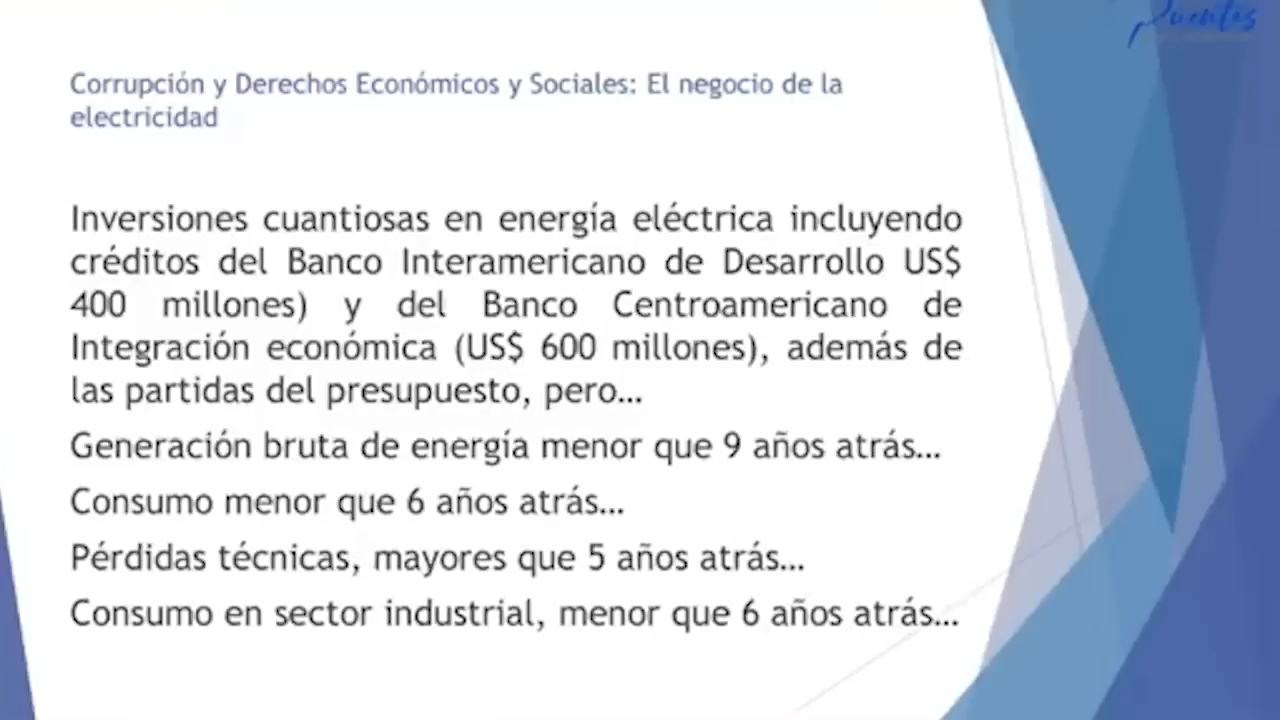 Puentes
Corrupción y Derechos Económicos y Sociales: El negocio de la
electricidad
Inversiones cuantiosas en energía eléctrica incluyendo
créditos del Banco Interamericano de Desarrollo US$
400 millones) y del Banco Centroamericano de
Integración económica (US$ 600 millones), además de
las partidas del presupuesto, pero...
Generación bruta de energía menor que 9 años atrás...
Consumo menor que 6 años atrás...
Pérdidas técnicas, mayores que 5 años atrás...
Consumo en sector industrial, menor que 6 años atrás...